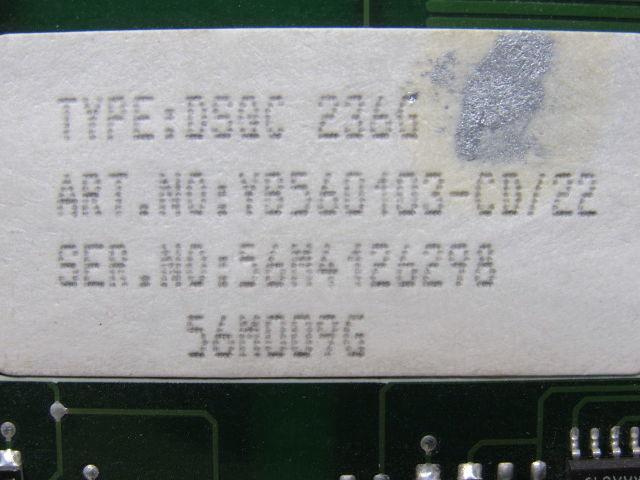 TYPE:DSQC 236G
ART.NO:YB560103-CD/22
SER.NO:56M4126298
56M009G